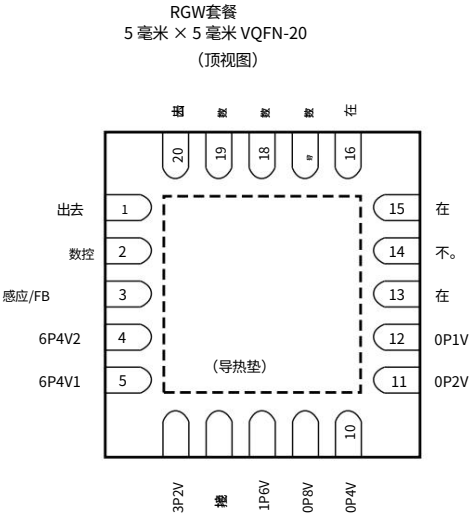 RGW套餐
5 毫米 × 5 毫米 VQFN-20
（顶视图）
数
数
数
在
20
19
18
16
出去
1
15
在
数控
2
14
不。
感应/FB
3
13
在
6P4V2
4
12
0P1V
6P4V1
5
11
0P2V
（导热垫）
10
3P2V
1P6V
0P8V
0P4V